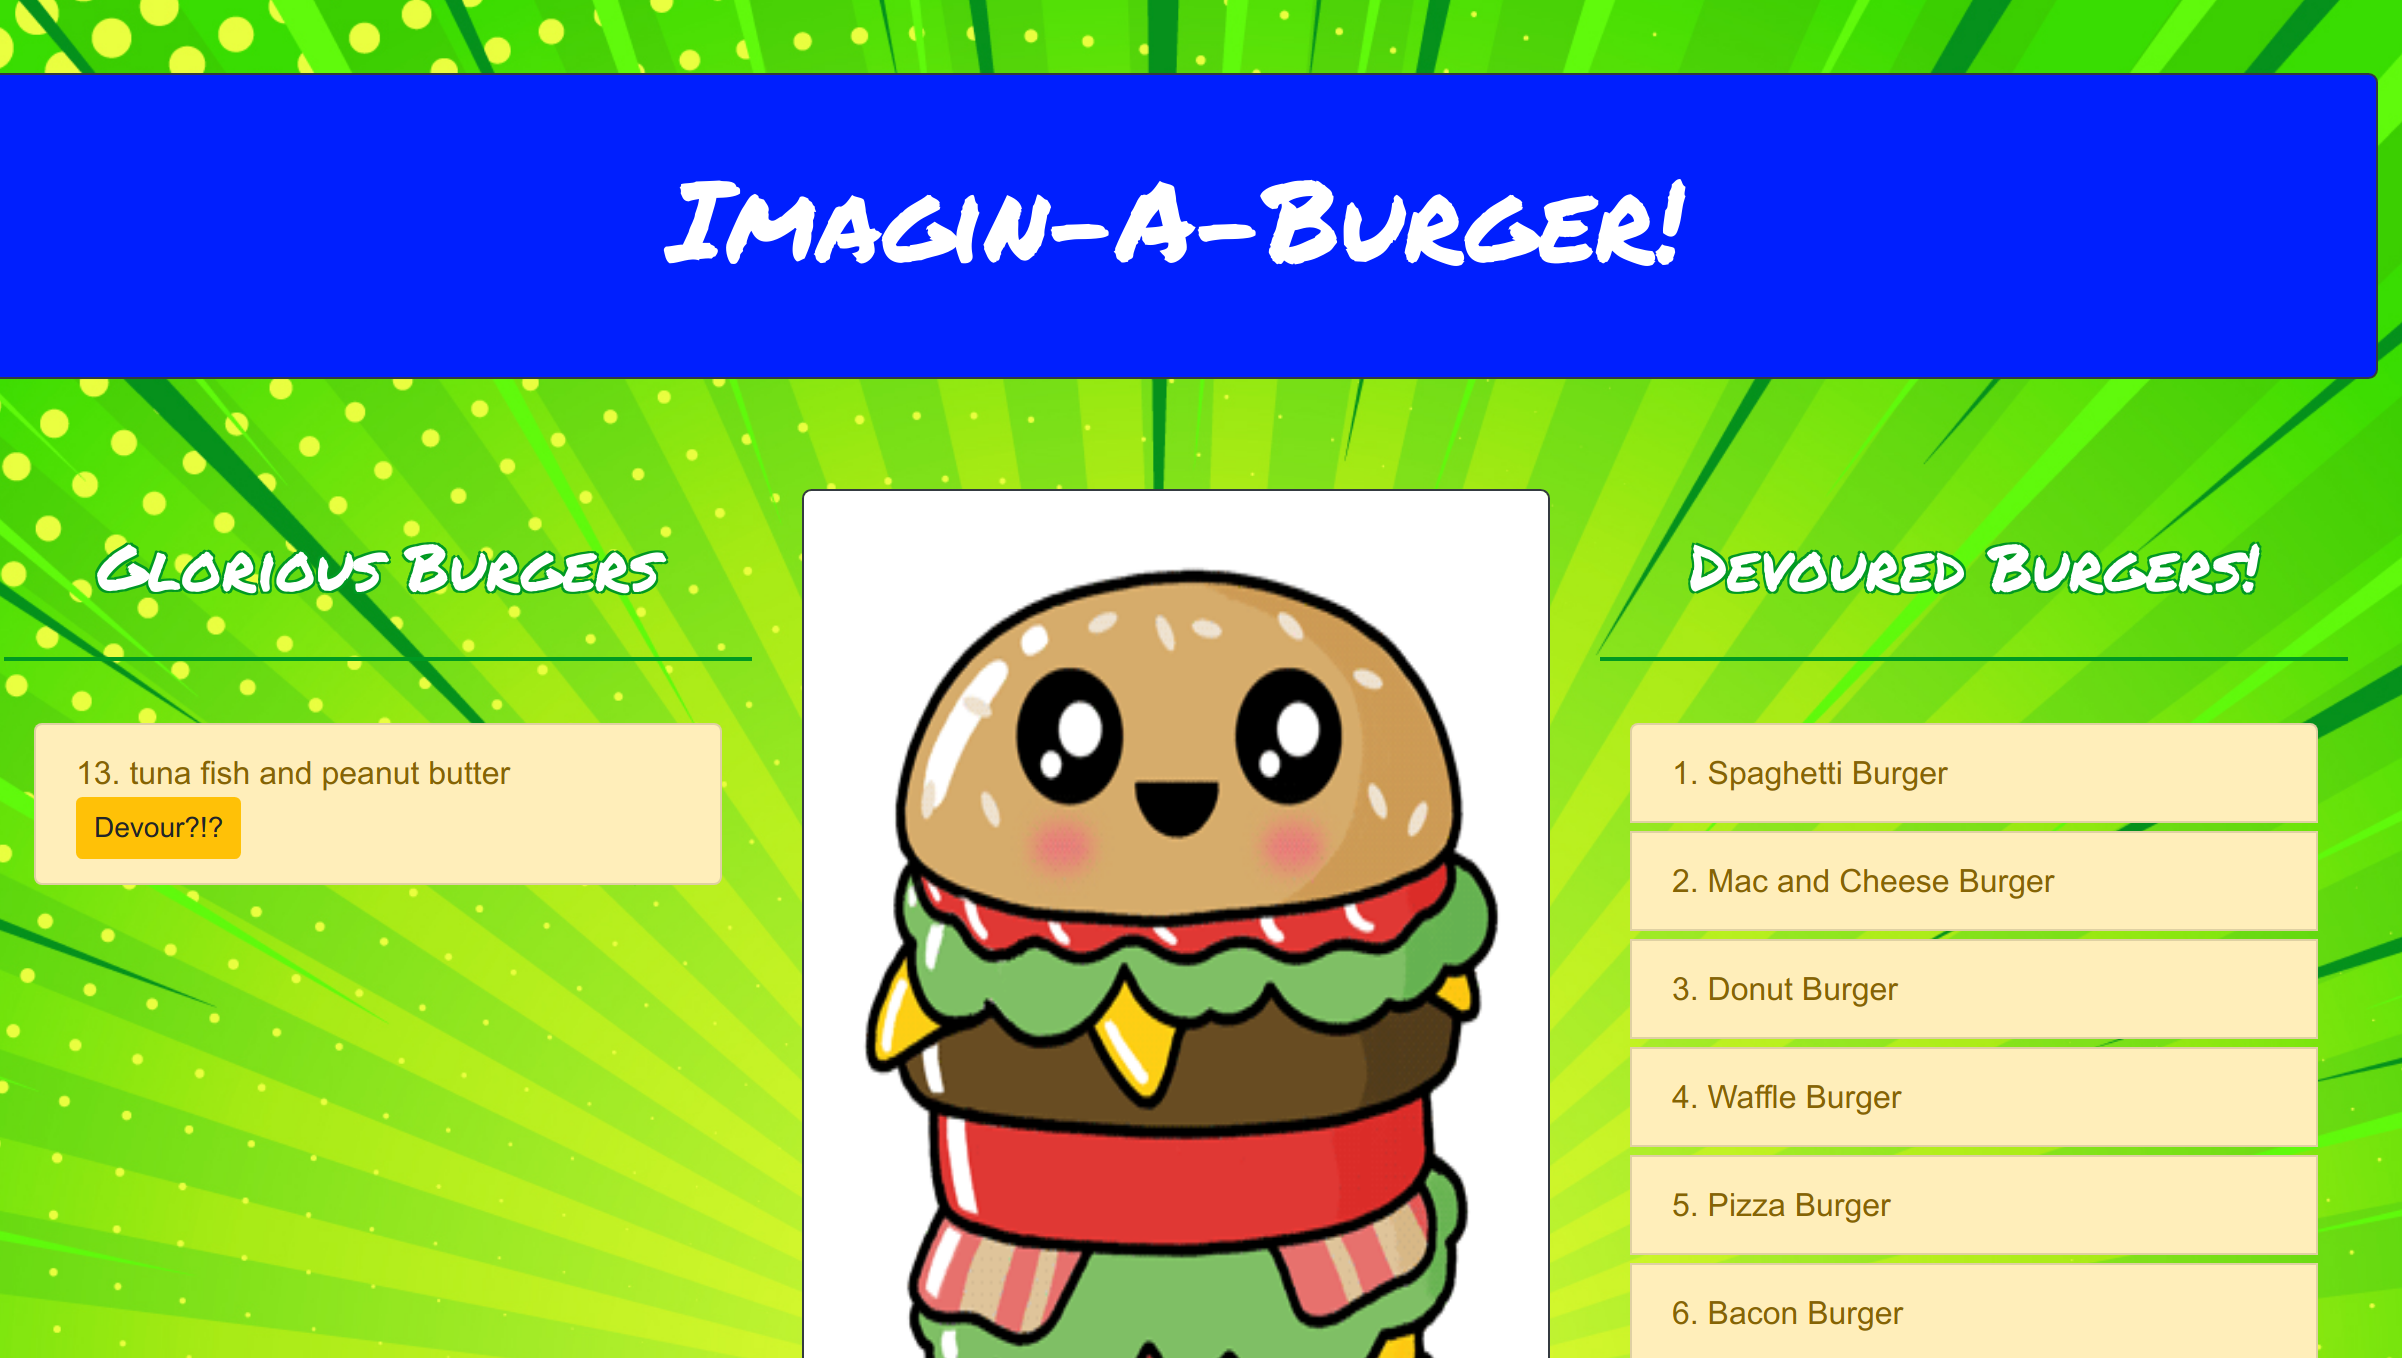 Imagin-A-Burger!
Glorious Burgers
13. tuna fish and peanut butter
Devour?!?
Devoured Burgers!
1. Spaghetti Burger
2. Mac and Cheese Burger
3. Donut Burger
4. Waffle Burger
5. Pizza Burger
6. Bacon Burger